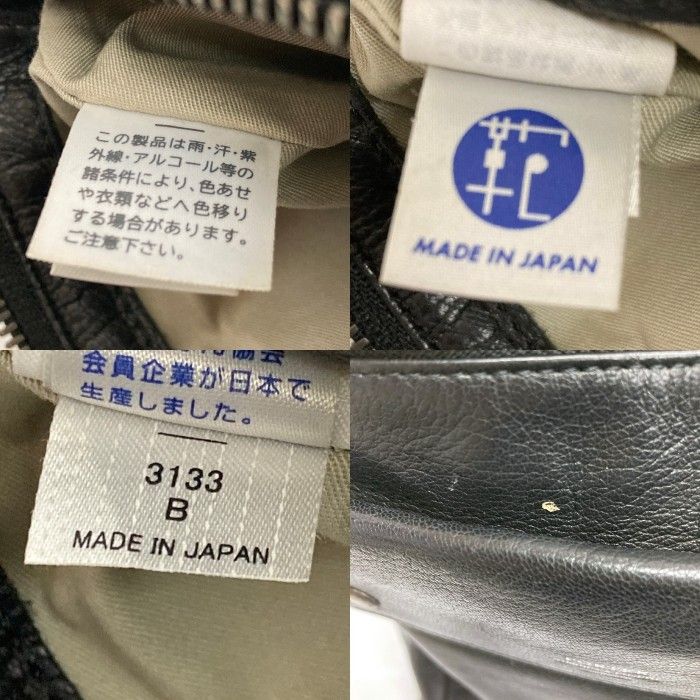 この製品は雨・汗・紫
外線・アルコール等の
諸条件により、色あせ
や衣類などへ色移り
する場合があります。
ご注意下さい。
MADE IN JAPAN
会員企業が日本で
生産しました。
3133
B
MADE IN JAPAN